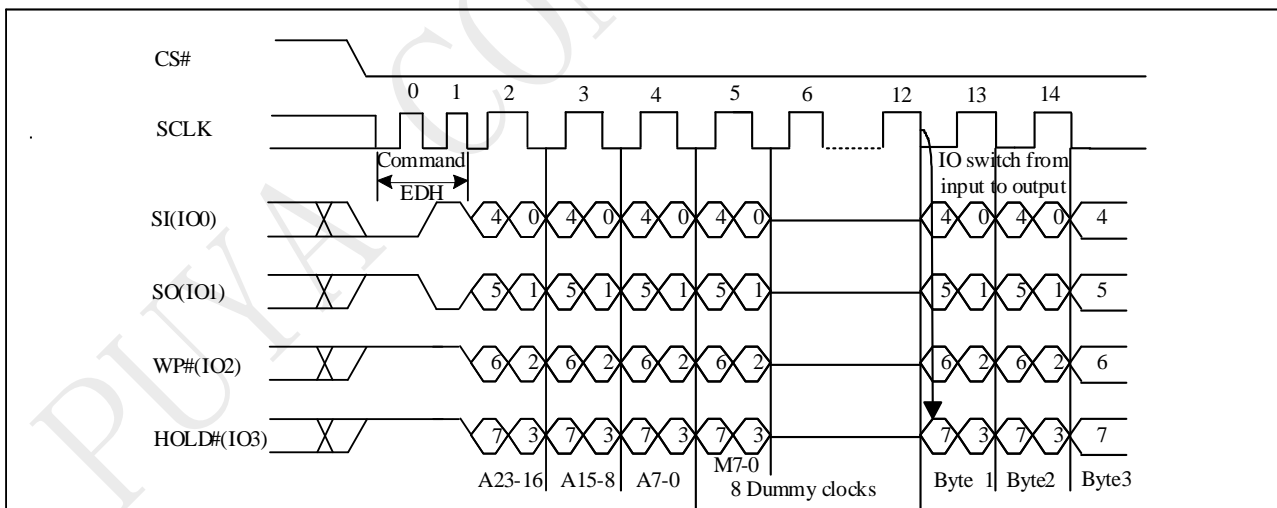 CS#
0 1 2 3 4 5 6 12 13 14
SCLK
Command
EDH
IO switch from
input to output
SI(IO0) 4 0 4 0 4 0 4 0 4 0 4 0 4
SO(IO1) 5 1 5 1 5 1 5 1 5 1 5 1 5
WP#(IO2) 6 2 6 2 6 2 6 2 6 2 6 2 6
HOLD#(IO3) 7 3 7 3 7 3 7 3 7 3 7 3 7
A23-16 A15-8 A7-0 M7-0 Byte 1 Byte2 Byte3
8 Dummy clocks
PUYA CON